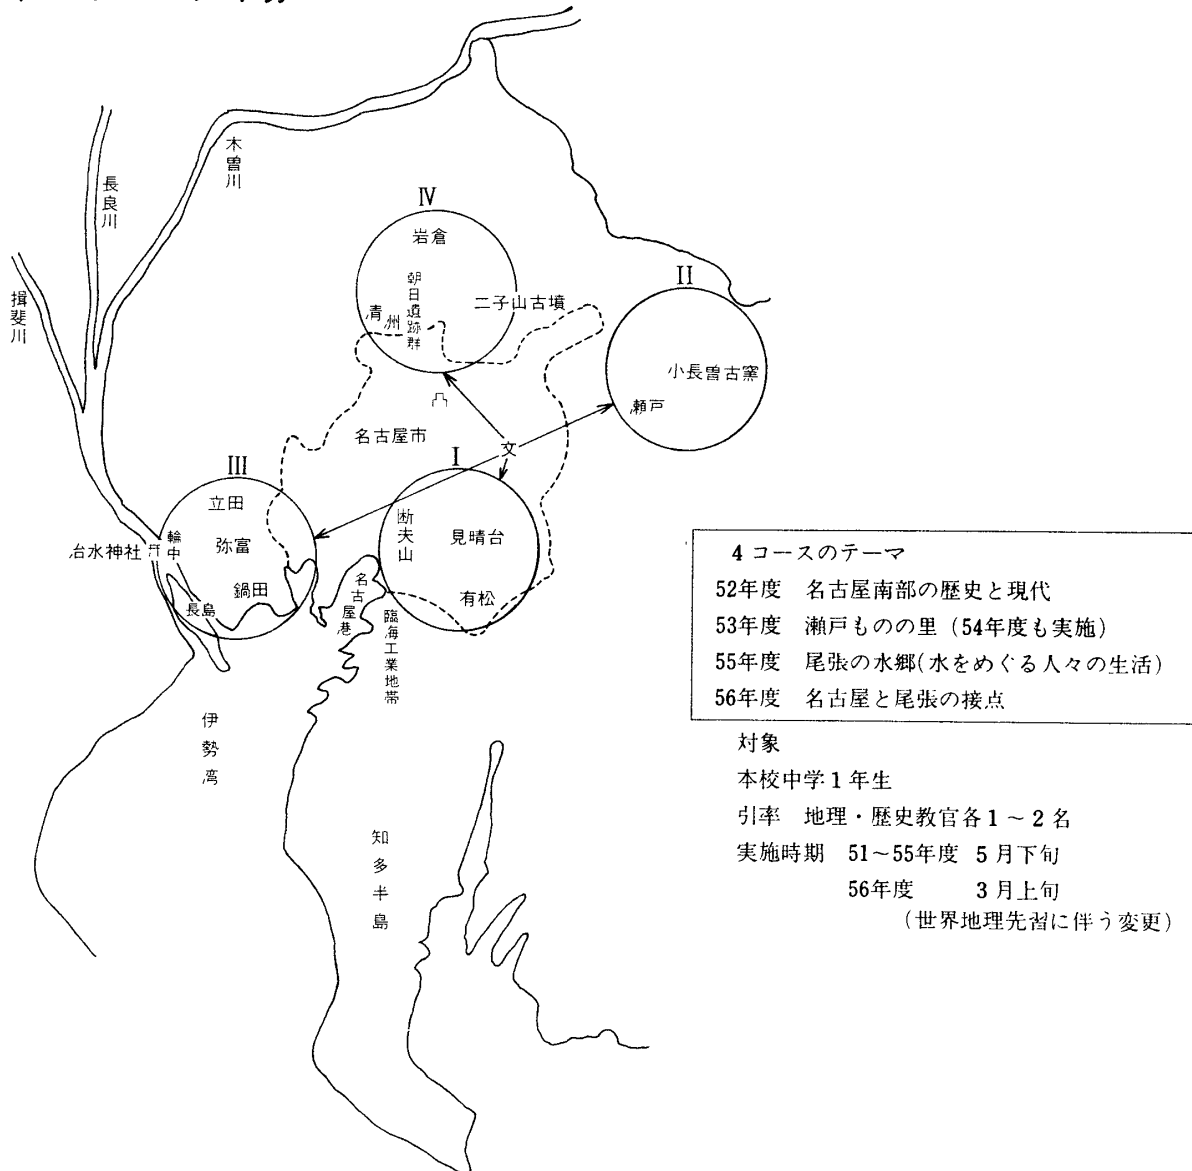 木曽川
長良川
揖斐川
IV
岩倉
朝日遺跡群
二子山古墳
清州
II
小長曽古窯
瀬戸
名古屋市
文
I
断夫山
見晴台
有松
III
立田
輪中
治水神社
弥富
鍋田
長島
名古屋港
臨海工業地帯
伊勢湾
知多半島
4コースのテーマ
52年度 名古屋南部の歴史と現代
53年度 瀬戸ものの里(54年度も実施)
55年度 尾張の水郷(水をめぐる人々の生活)
56年度 名古屋と尾張の接点
対象
本校中学1年生
引率 地理・歴史教官各1〜2名
実施時期 51〜55年度 5月下旬
56年度 3月上旬
(世界地理先習に伴う変更)